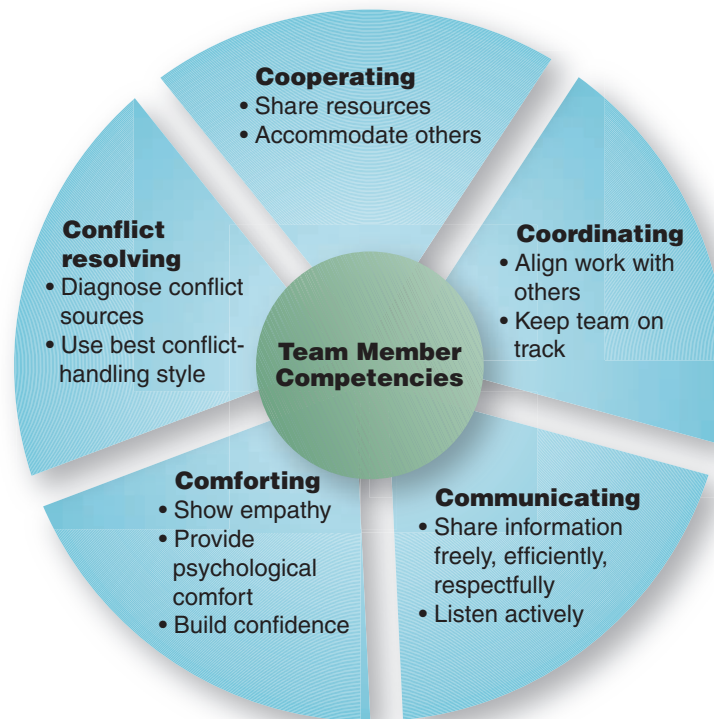 Cooperating
• Share resources
• Accommodate others
Coordinating
• Align work with
others
• Keep team on
track
Communicating
• Share information
freely, efficiently,
respectfully
• Listen actively
Comforting
• Show empathy
• Provide
psychological
comfort
• Build confidence
Conflict
resolving
• Diagnose conflict
sources
• Use best conflict-
handling style
Team Member
Competencies